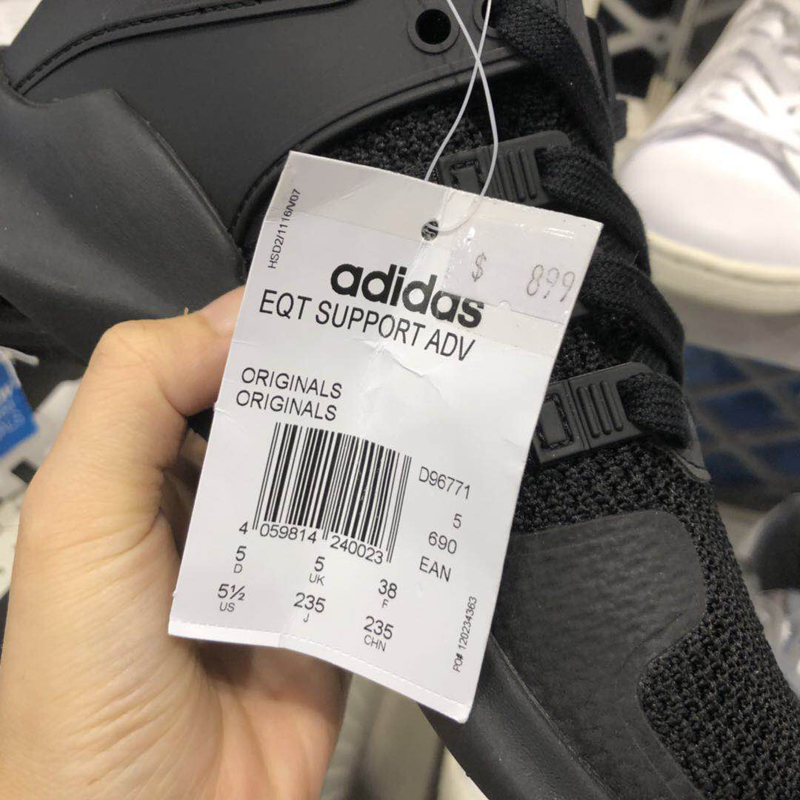 HSD2/1116/V07
$ 899
adidas
EQT SUPPORT ADV
ORIGINALS
ORIGINALS
D96771
5
690
EAN
4 059814 240023
5 5 38
D UK F
5½ 235 235
US J CHN
PO# 120234363